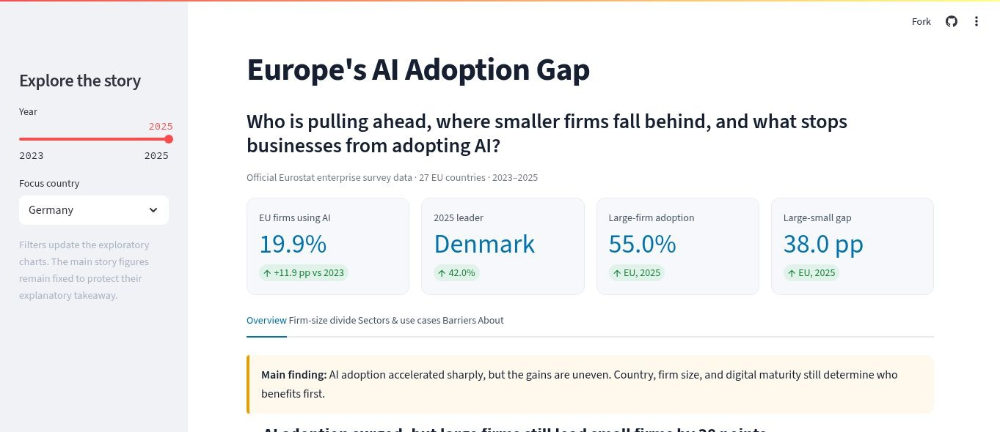 Fork
Explore the story
Year
2025
2023 2025
Focus country
Germany
Filters update the exploratory
charts. The main story figures
remain fixed to protect their
explanatory takeaway.
Europe's AI Adoption Gap
Who is pulling ahead, where smaller firms fall behind, and what stops
businesses from adopting AI?
Official Eurostat enterprise survey data · 27 EU countries · 2023–2025
EU firms using AI
19.9%
↑ +11.9 pp vs 2023
2025 leader
Denmark
↑ 42.0%
Large-firm adoption
55.0%
↑ EU, 2025
Large-small gap
38.0 pp
↑ EU, 2025
Overview Firm-size divide Sectors & use cases Barriers About
Main finding: AI adoption accelerated sharply, but the gains are uneven. Country, firm size, and digital maturity still determine who
benefits first.
AI adoption surged, but large firms still lead small firms by 38 points